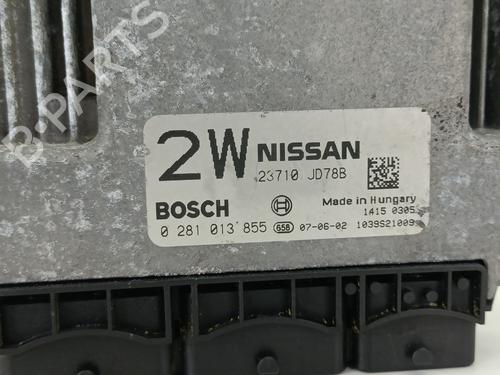 B-PARTS
2W NISSAN
23710 JD78B
BOSCH
Made in Hungary
1415 0305
0 281 013 855 658 07-06-02 1039S21009